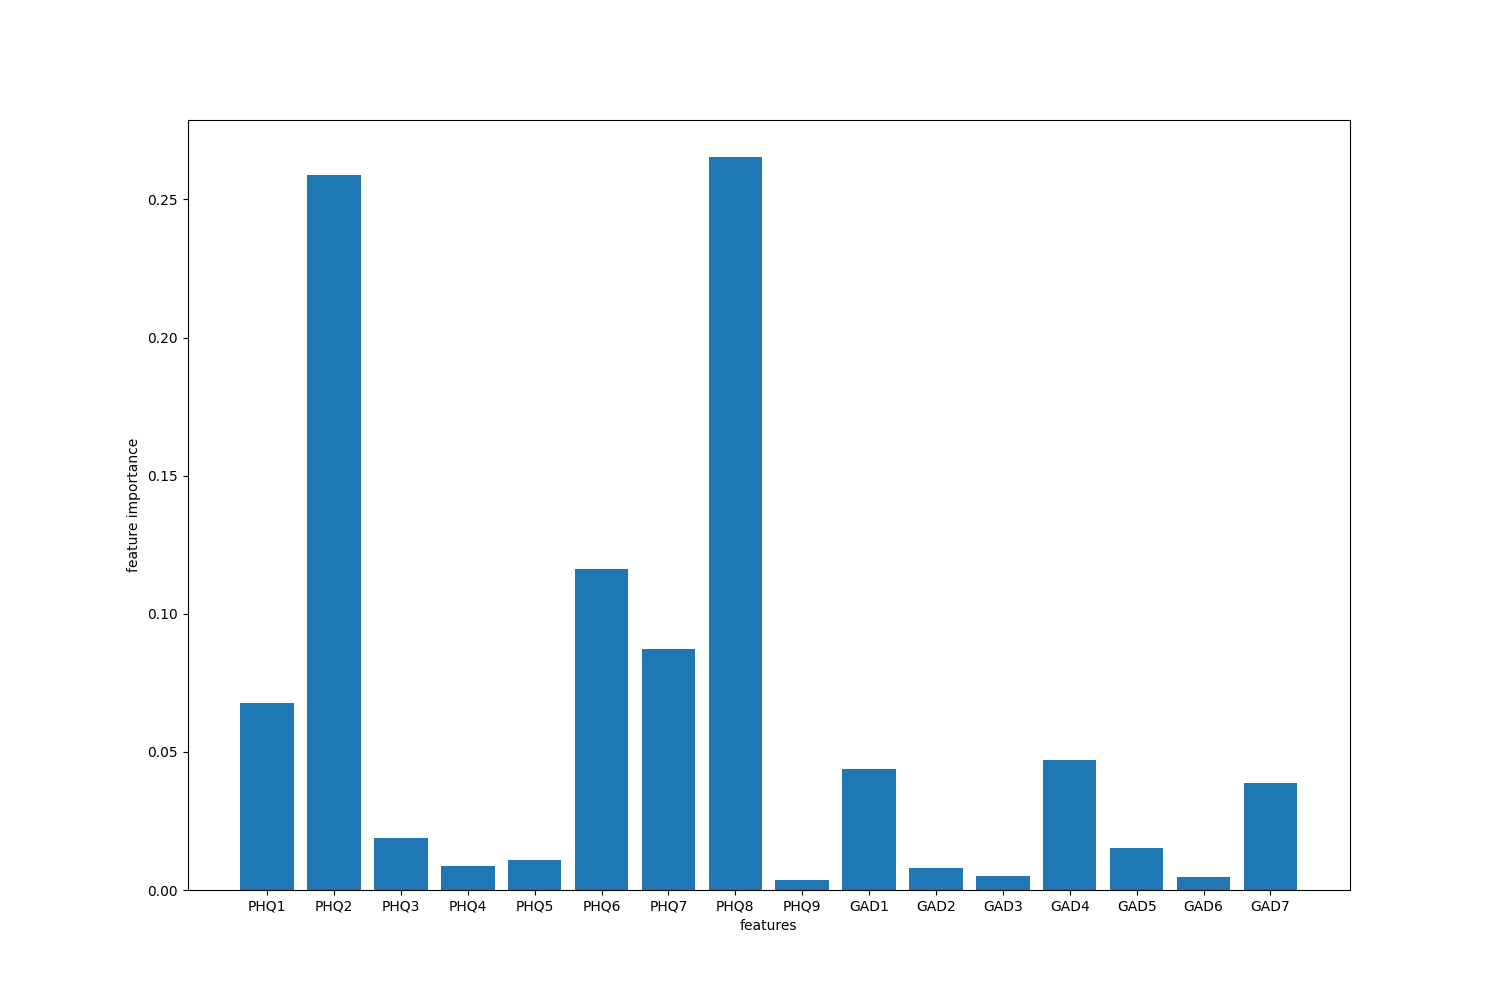 feature importance
0.25
0.20
0.15
0.10
0.05
0.00
PHQ1 PHQ2 PHQ3 PHQ4 PHQ5 PHQ6 PHQ7 PHQ8 PHQ9 GAD1 GAD2 GAD3 GAD4 GAD5 GAD6 GAD7
features